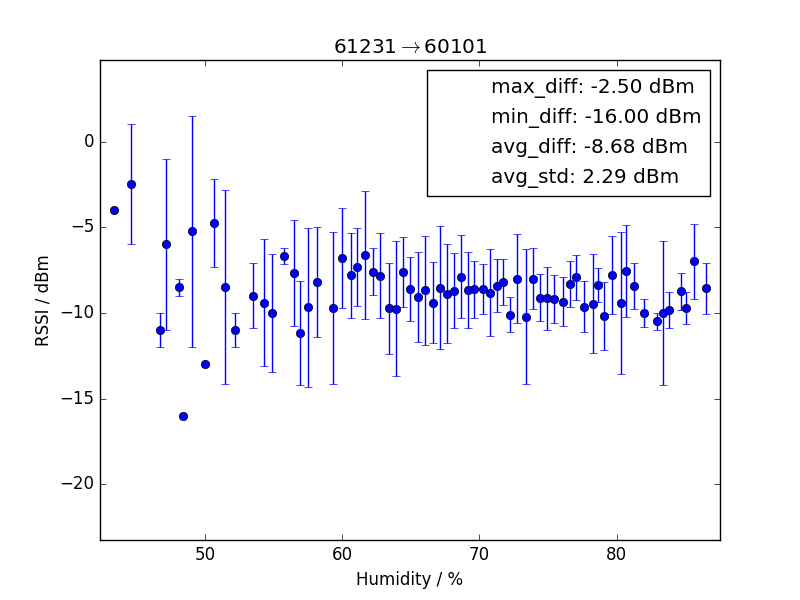 61231→60101
max_diff: -2.50 dBm
min_diff: -16.00 dBm
avg_diff: -8.68 dBm
avg_std: 2.29 dBm
RSSI / dBm
0
−5
−10
−15
−20
50 60 70 80
Humidity / %